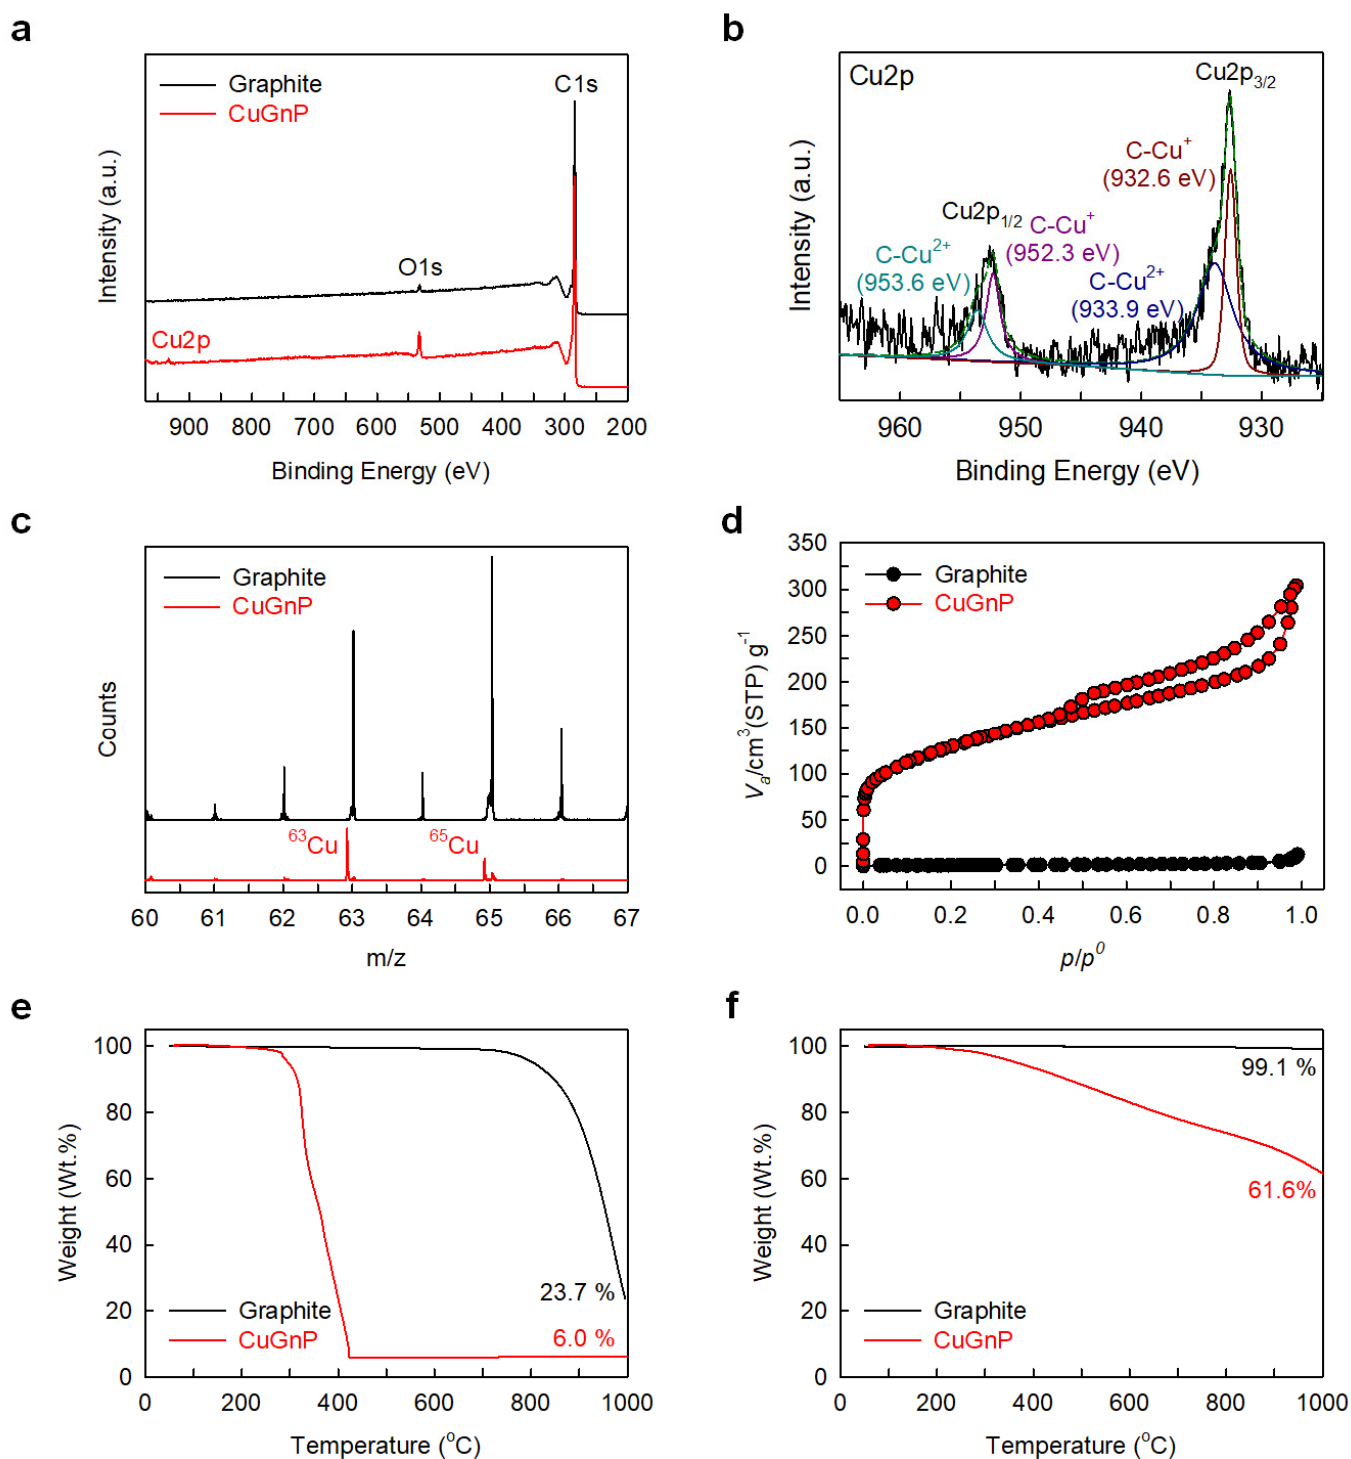 a
Graphite
CuGnP
C1s
O1s
Cu2p
Intensity (a.u.)
900 800 700 600 500 400 300 200
Binding Energy (eV)
b
Cu2p
Cu2p3/2
C-Cu+
(932.6 eV)
Cu2p1/2
C-Cu+
(952.3 eV)
C-Cu2+
(953.6 eV)
C-Cu2+
(933.9 eV)
Intensity (a.u.)
960 950 940 930
Binding Energy (eV)
c
Graphite
CuGnP
63Cu
65Cu
Counts
60 61 62 63 64 65 66 67
m/z
d
Graphite
CuGnP
350
300
250
200
150
100
50
0
Va/cm3(STP) g-1
0.0 0.2 0.4 0.6 0.8 1.0
p/p0
e
100
80
60
40
20
0
Weight (Wt.%)
23.7 %
6.0 %
Graphite
CuGnP
0 200 400 600 800 1000
Temperature (oC)
f
100
80
60
40
20
0
Weight (Wt.%)
99.1 %
61.6%
Graphite
CuGnP
0 200 400 600 800 1000
Temperature (oC)